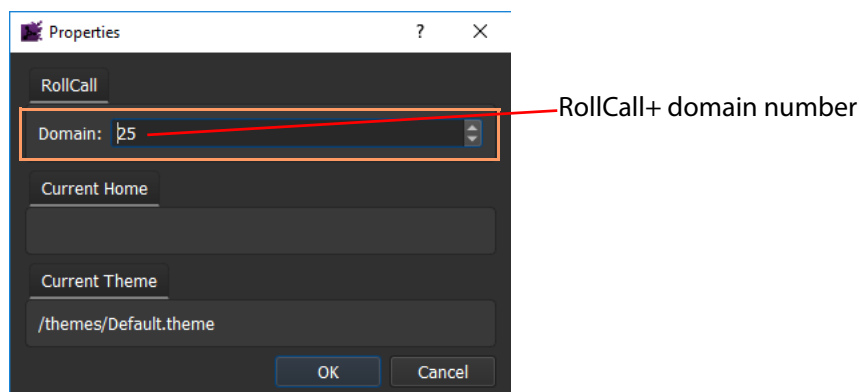 Properties
?
RollCall
Domain: 25
RollCall+ domain number
Current Home
Current Theme
/themes/Default.theme
OK
Cancel